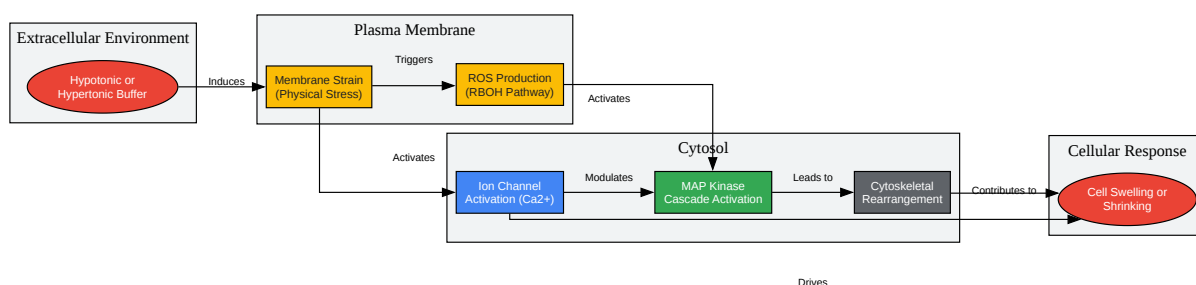 Extracellular Environment
Hypotonic or
Hypertonic Buffer
Induces
Plasma Membrane
Membrane Strain
(Physical Stress)
Triggers
ROS Production
(RBOH Pathway)
Activates
Activates
Cytosol
Ion Channel
Activation (Ca2+)
Modulates
MAP Kinase
Cascade Activation
Leads to
Cytoskeletal
Rearrangement
Contributes to
Cellular Response
Cell Swelling or
Shrinking
Drives